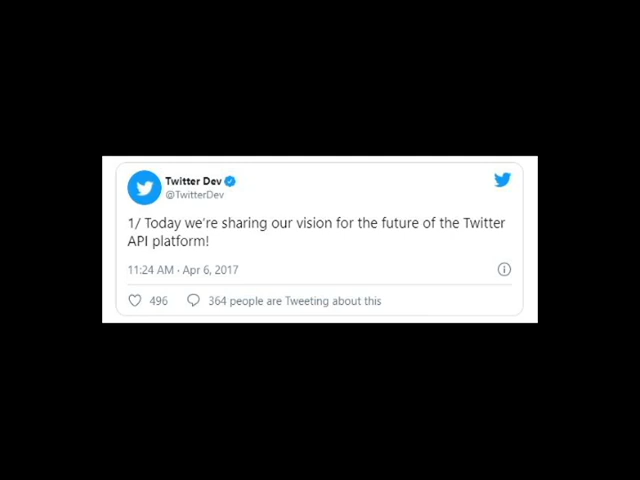 Twitter Dev
@TwitterDev
1/ Today we're sharing our vision for the future of the Twitter
API platform!
11:24 AM · Apr 6, 2017
496 364 people are Tweeting about this